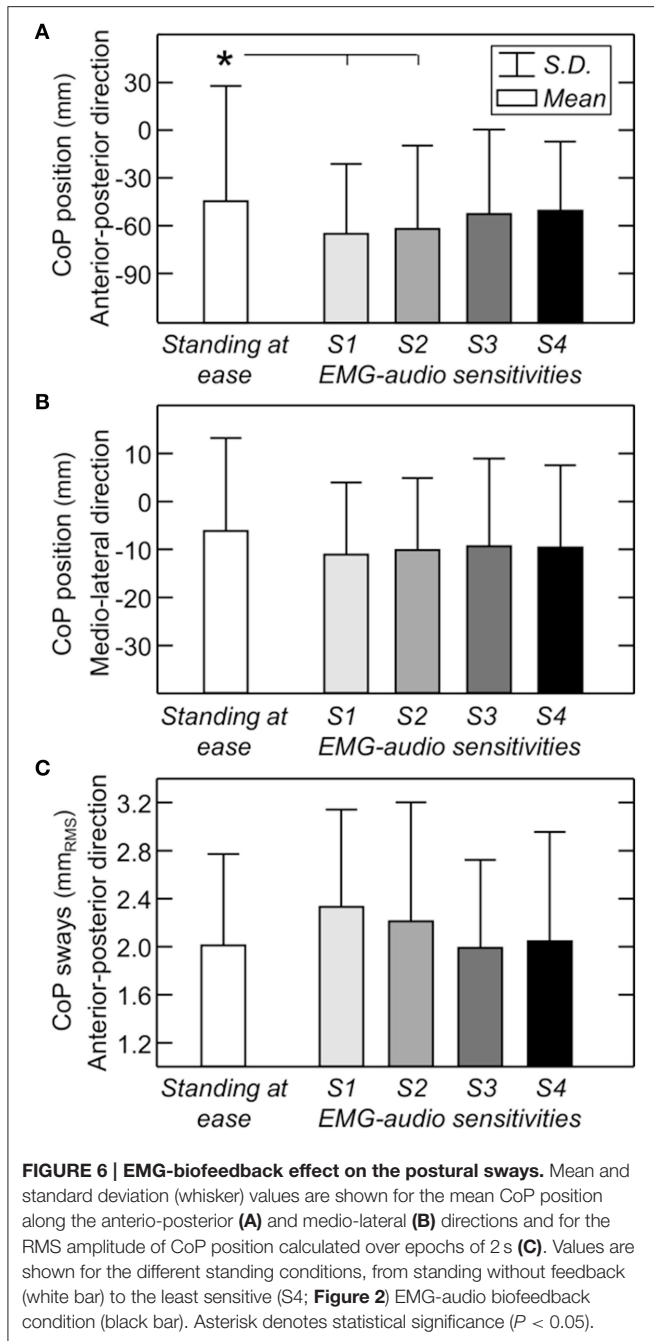 A
*
S.D.
Mean
CoP position (mm)
Anterior-posterior direction
30
0
-30
-60
-90
Standing at ease
S1 S2 S3 S4
EMG-audio sensitivities
B
CoP position (mm)
Medio-lateral direction
10
0
-10
-20
-30
Standing at ease
S1 S2 S3 S4
EMG-audio sensitivities
C
CoP sways (mmRMS)
Anterior-posterior direction
3.2
2.8
2.4
2.0
1.6
1.2
Standing at ease
S1 S2 S3 S4
EMG-audio sensitivities
FIGURE 6 | EMG-biofeedback effect on the postural sways. Mean and
standard deviation (whisker) values are shown for the mean CoP position
along the anterio-posterior (A) and medio-lateral (B) directions and for the
RMS amplitude of CoP position calculated over epochs of 2 s (C). Values are
shown for the different standing conditions, from standing without feedback
(white bar) to the least sensitive (S4; Figure 2) EMG-audio biofeedback
condition (black bar). Asterisk denotes statistical significance (P < 0.05).